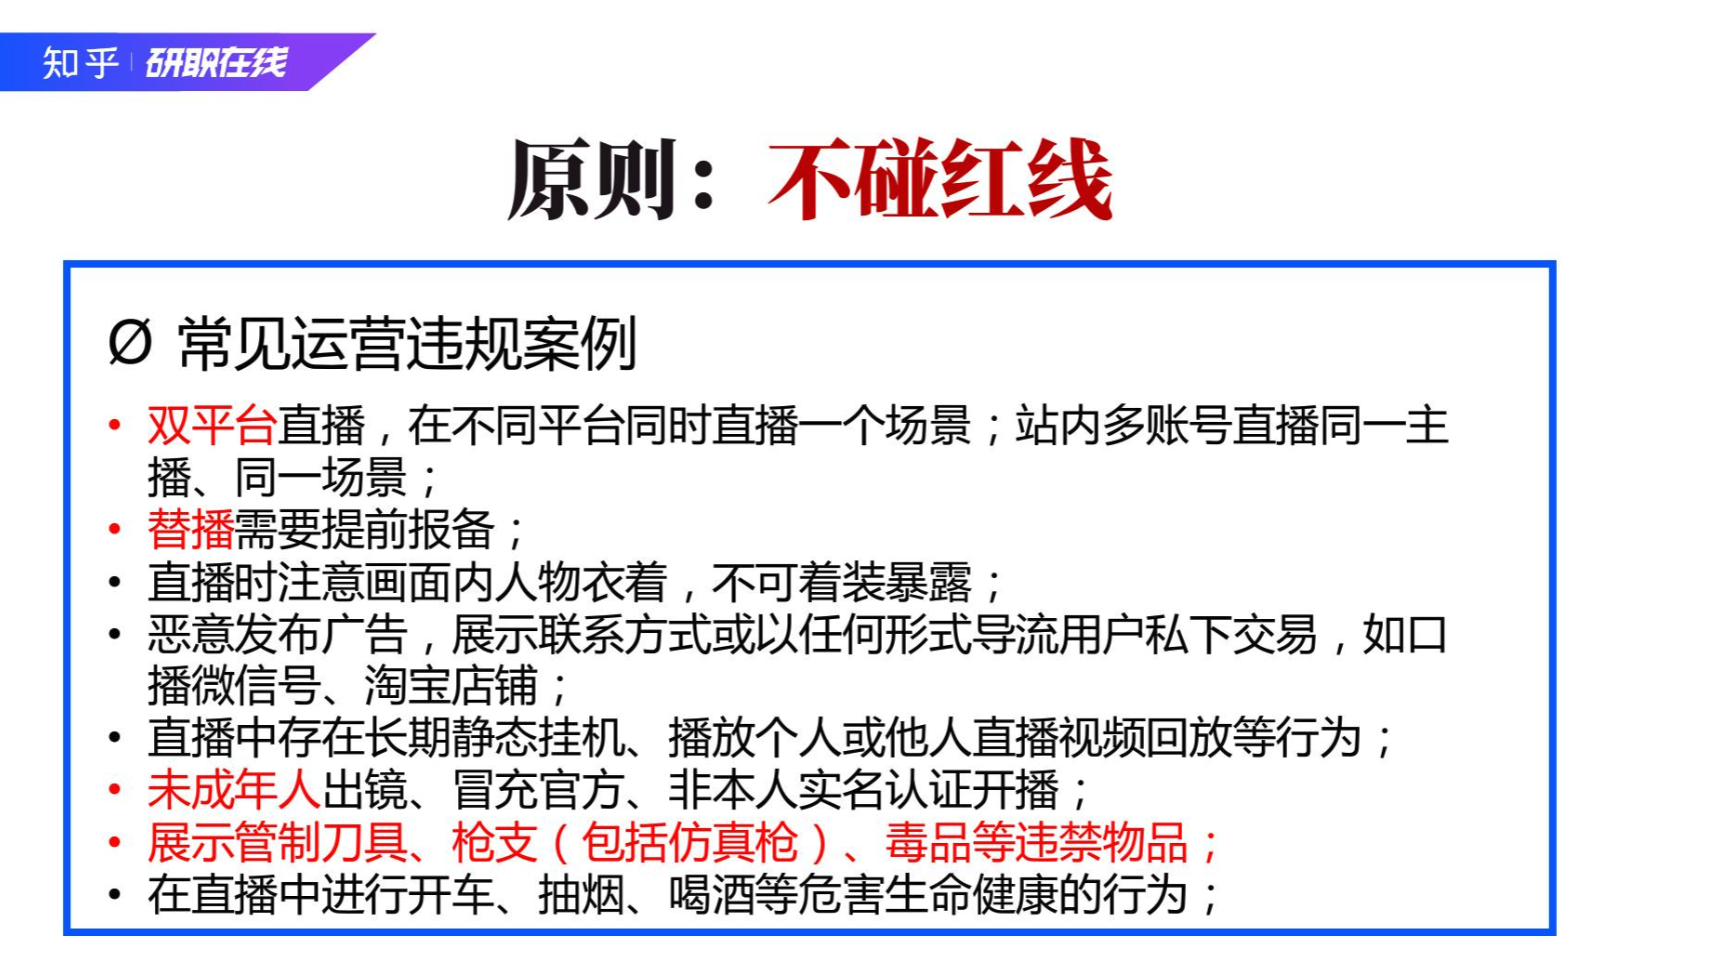 知乎 | 研职在线
原则：不碰红线
Ø 常见运营违规案例
• 双平台直播，在不同平台同时直播一个场景；站内多账号直播同一主
播、同一场景；
• 替播需要提前报备；
• 直播时注意画面内人物衣着，不可着装暴露；
• 恶意发布广告，展示联系方式或以任何形式导流用户私下交易，如口
播微信号、淘宝店铺；
• 直播中存在长期静态挂机、播放个人或他人直播视频回放等行为；
• 未成年人出镜、冒充官方、非本人实名认证开播；
• 展示管制刀具、枪支（包括仿真枪）、毒品等违禁物品；
• 在直播中进行开车、抽烟、喝酒等危害生命健康的行为；